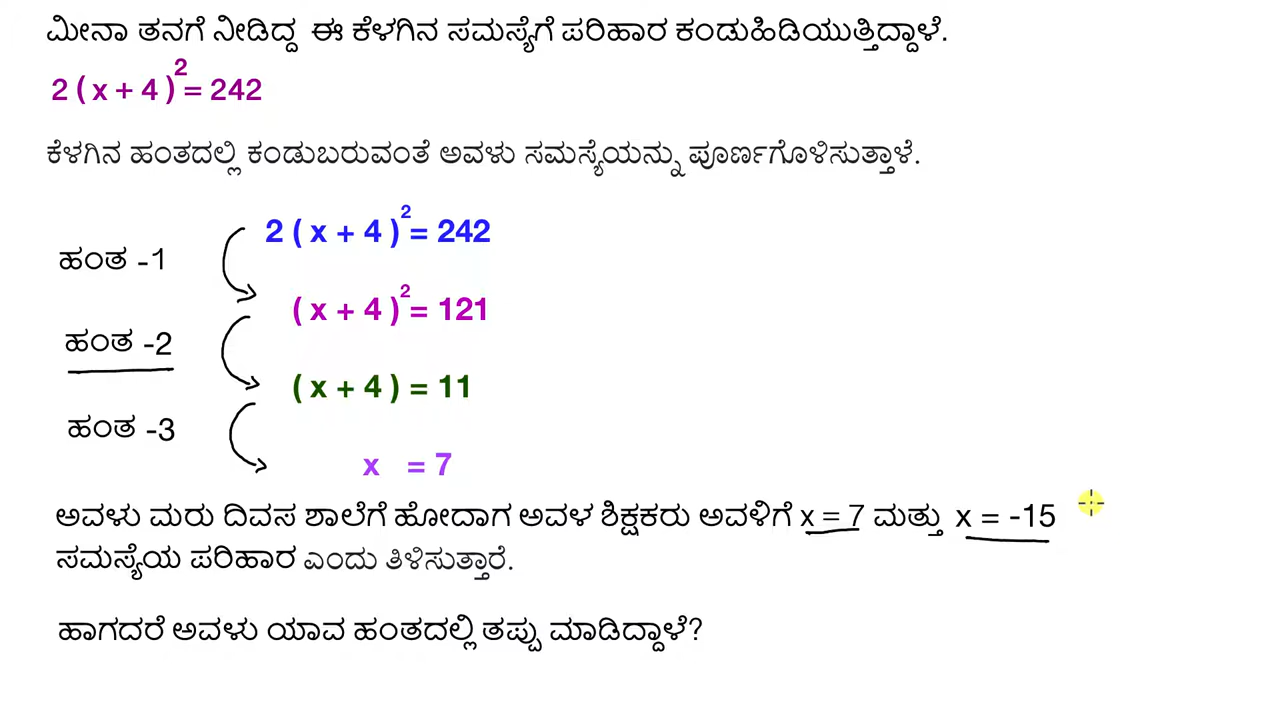 ಮೀನಾ ತನಗೆ ನೀಡಿದ್ದ ಈ ಕೆಳಗಿನ ಸಮಸ್ಯೆಗೆ ಪರಿಹಾರ ಕಂಡುಹಿಡಿಯುತ್ತಿದ್ದಾಳೆ.
2 ( x + 4 )² = 242
ಕೆಳಗಿನ ಹಂತದಲ್ಲಿ ಕಂಡುಬರುವಂತೆ ಅವಳು ಸಮಸ್ಯೆಯನ್ನು ಪೂರ್ಣಗೊಳಿಸುತ್ತಾಳೆ.
2 ( x + 4 )² = 242
ಹಂತ -1
( x + 4 )² = 121
ಹಂತ -2
( x + 4 ) = 11
ಹಂತ -3
x = 7
ಅವಳು ಮರು ದಿವಸ ಶಾಲೆಗೆ ಹೋದಾಗ ಅವಳ ಶಿಕ್ಷಕರು ಅವಳಿಗೆ x = 7 ಮತ್ತು x = -15
ಸಮಸ್ಯೆಯ ಪರಿಹಾರ ಎಂದು ತಿಳಿಸುತ್ತಾರೆ.
ಹಾಗದರೆ ಅವಳು ಯಾವ ಹಂತದಲ್ಲಿ ತಪ್ಪು ಮಾಡಿದ್ದಾಳೆ?